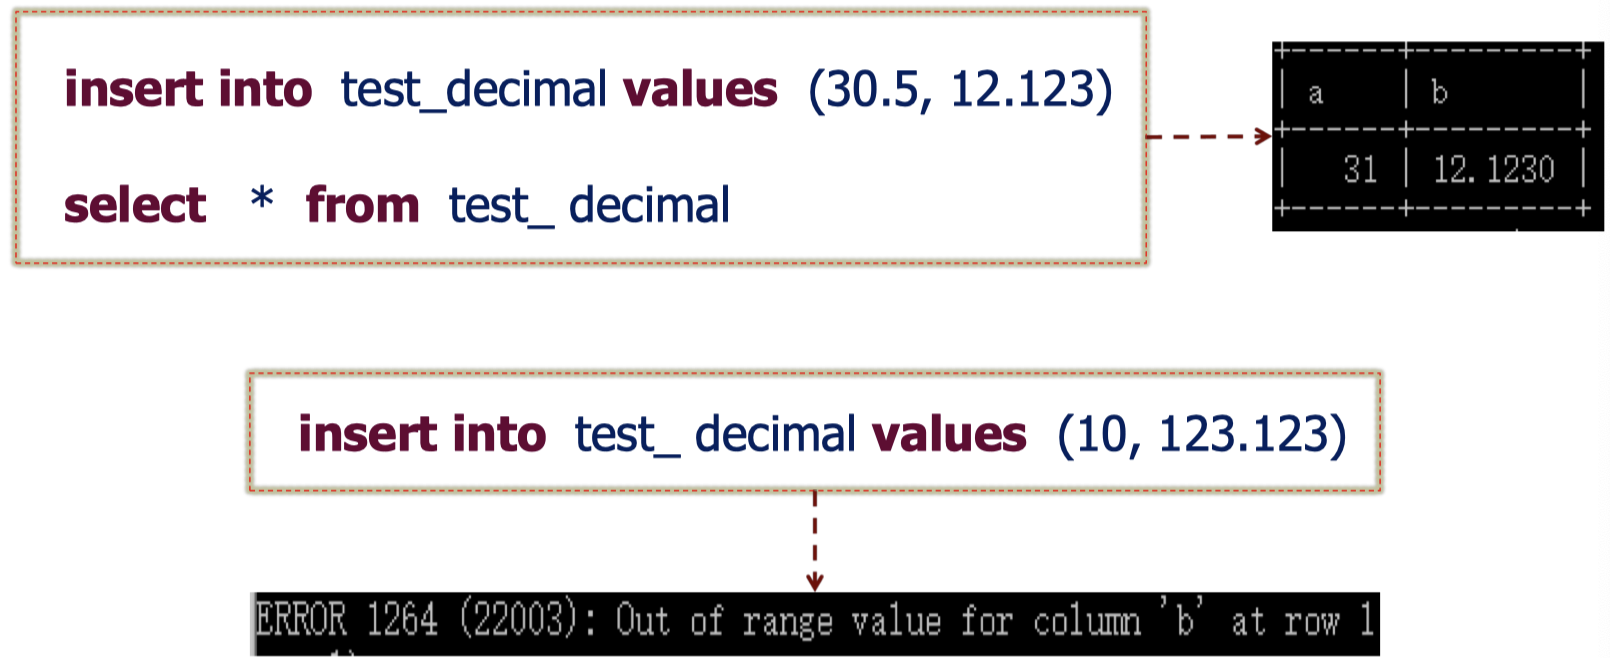 insert into test_decimal values (30.5, 12.123)
select * from test_ decimal
a b
31 12.1230
insert into test_ decimal values (10, 123.123)
ERROR 1264 (22003): Out of range value for column 'b' at row 1